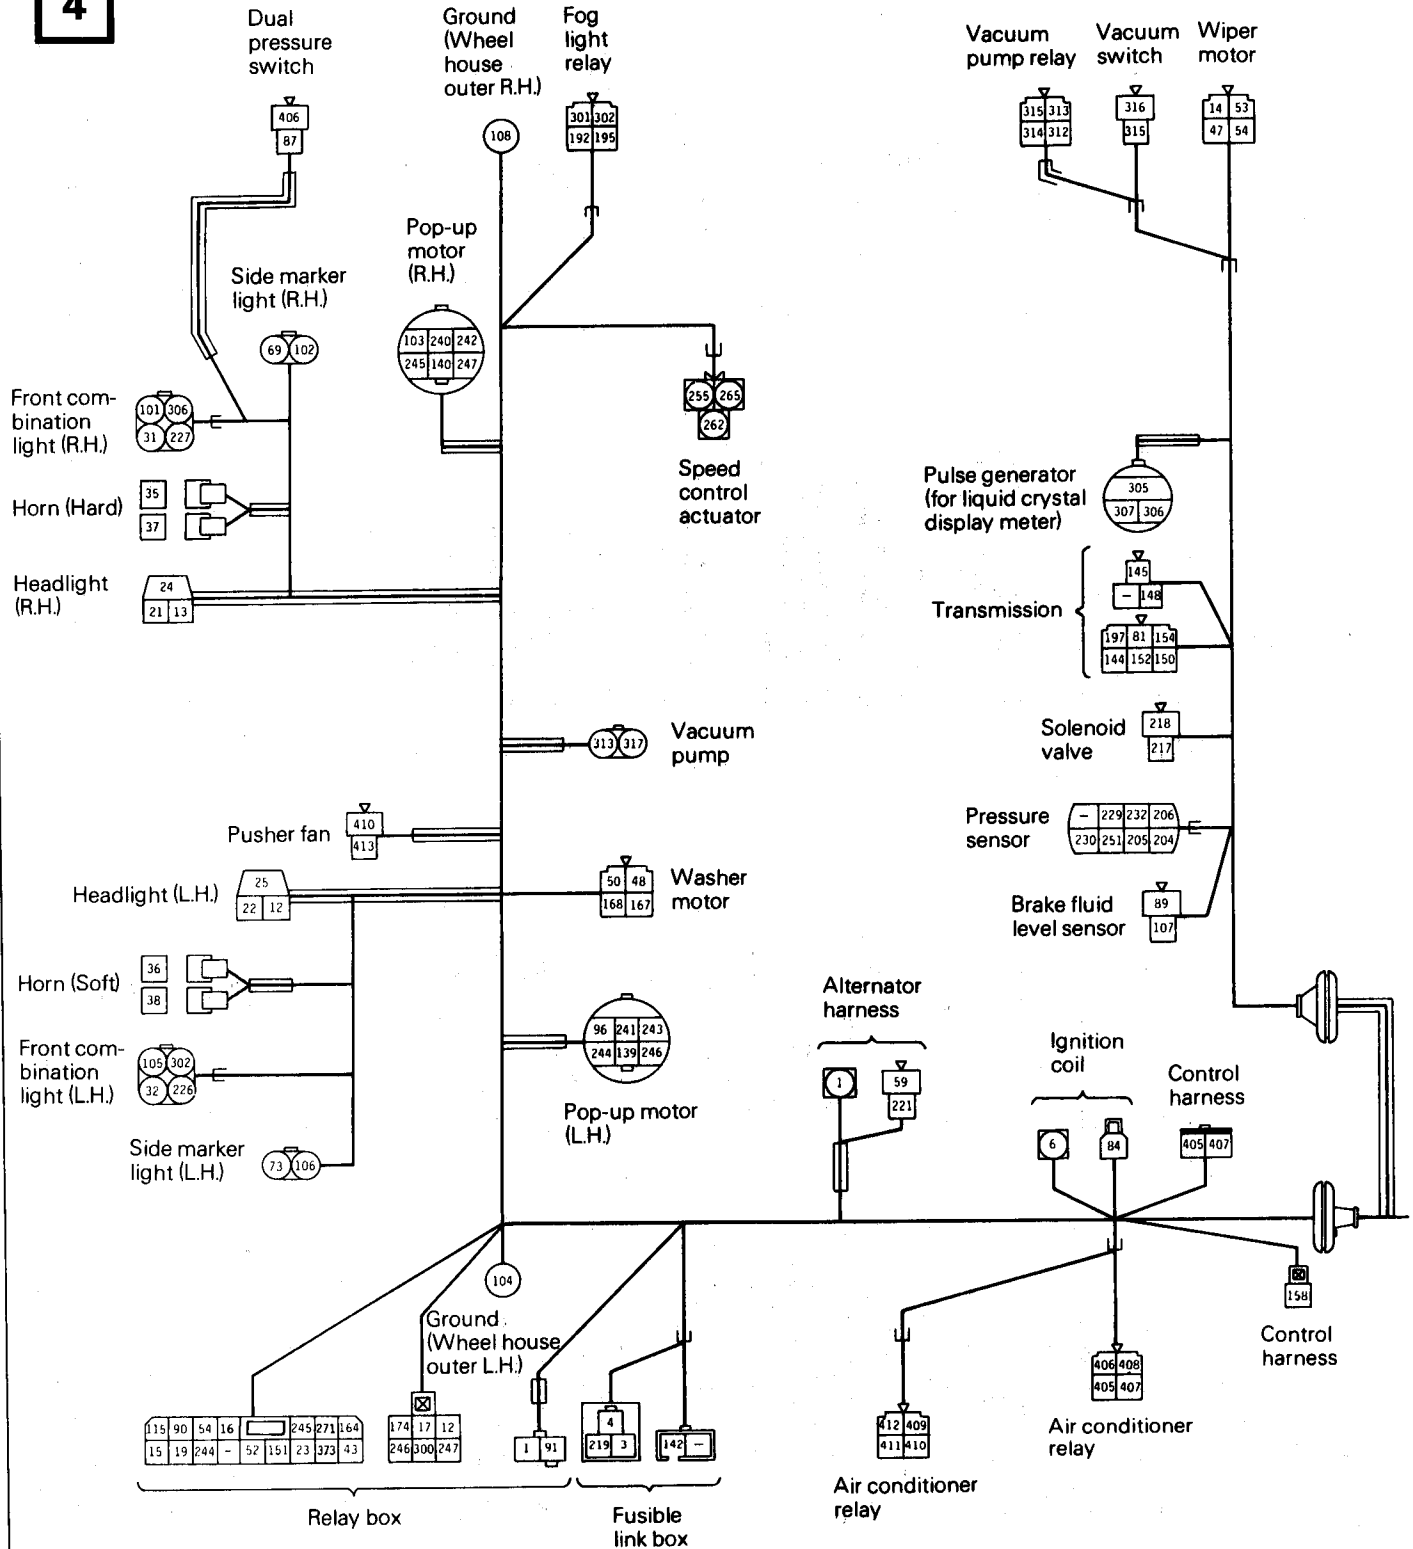 4
Dual
pressure
switch
406
87
Ground
(Wheel
house
outer R.H.)
108
Fog
light
relay
301 302
192 195
Vacuum
pump relay
315 313
314 312
Vacuum
switch
316
315
Wiper
motor
14 53
47 54
Side marker
light (R.H.)
69 102
Pop-up
motor
(R.H.)
103 240 242
245 140 247
255 265
262
Speed
control
actuator
Front com-
bination
light (R.H.)
101 306
31 227
Horn (Hard)
35
37
Headlight
(R.H.)
24
21 13
Pulse generator
(for liquid crystal
display meter)
305
307 306
Transmission
145
– 148
197 81 154
144 152 150
Solenoid
valve
218
217
Vacuum
pump
313 317
Pusher fan
410
413
Pressure
sensor
– 229 232 206
230 251 205 204
Headlight (L.H.)
25
22 12
Washer
motor
50 48
168 167
Brake fluid
level sensor
89
107
Horn (Soft)
36
38
Front com-
bination
light (L.H.)
105 302
32 226
Side marker
light (L.H.)
73 106
96 241 243
244 139 246
Pop-up motor
(L.H.)
Alternator
harness
1
59
221
Ignition
coil
6
84
Control
harness
405 407
104
Ground
(Wheel house
outer L.H.)
158
Control
harness
406 408
405 407
Air conditioner
relay
412 409
411 410
Air conditioner
relay
115 90 54 16 245 271 164
15 19 244 – 52 151 23 373 43
174 17 12
246 300 247
1 91
Relay box
4
219 3
142 –
Fusible
link box